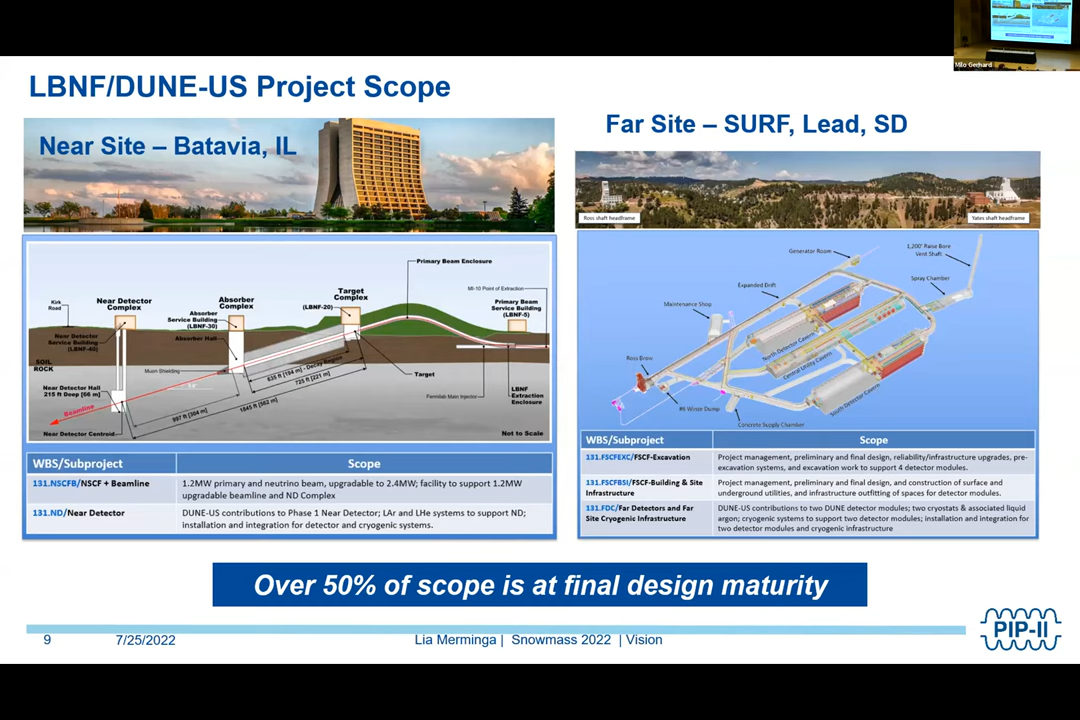 Milo Gerhard
LBNF/DUNE-US Project Scope
Near Site – Batavia, IL
Far Site – SURF, Lead, SD
Ross shaft headframe
Yates shaft headframe
Kirk
Road
Near Detector
Complex
Near Detector
Service Building
(LBNF-40)
SOIL
ROCK
Near Detector Hall
215 ft Deep [66 m]
Beamline
Near Detector Centroid
Absorber
Complex
Absorber
Service Building
(LBNF-30)
Absorber Hall
Muon Shielding
Target
Complex
(LBNF-20)
Primary Beam Enclosure
MI-10 Point of Extraction
Primary Beam
Service Building
(LBNF-5)
635 ft [194 m] - Decay Region
725 ft [221 m]
997 ft [304 m]
1845 ft [562 m]
Target
Fermilab Main Injector
LBNF
Extraction
Enclosure
Not to Scale
WBS/Subproject
Scope
131.NSCFB/NSCF + Beamline
1.2MW primary and neutrino beam, upgradable to 2.4MW; facility to support 1.2MW
upgradable beamline and ND Complex
131.ND/Near Detector
DUNE-US contributions to Phase 1 Near Detector; LAr and LHe systems to support ND;
installation and integration for detector and cryogenic systems.
Generator Room
1,200' Raise Bore
Vent Shaft
Expanded Drift
Spray Chamber
Maintenance Shop
North Detector Cavern
Central Utility Cavern
South Detector Cavern
Ross Brow
#6 Winze Dump
Concrete Supply Chamber
WBS/Subproject
Scope
131.FSCFEXC/FSCF-Excavation
Project management, preliminary and final design, reliability/infrastructure upgrades, pre-
excavation systems, and excavation work to support 4 detector modules.
131.FSCFBSI/FSCF-Building & Site
Infrastructure
Project management, preliminary and final design, and construction of surface and
underground utilities, and infrastructure outfitting of spaces for detector modules.
131.FDC/Far Detectors and Far
Site Cryogenic Infrastructure
DUNE-US contributions to two DUNE detector modules; two cryostats & associated liquid
argon; cryogenic systems to support two detector modules; installation and integration for
two detector modules and cryogenic infrastructure
Over 50% of scope is at final design maturity
9
7/25/2022
Lia Merminga | Snowmass 2022 | Vision
PIP-II